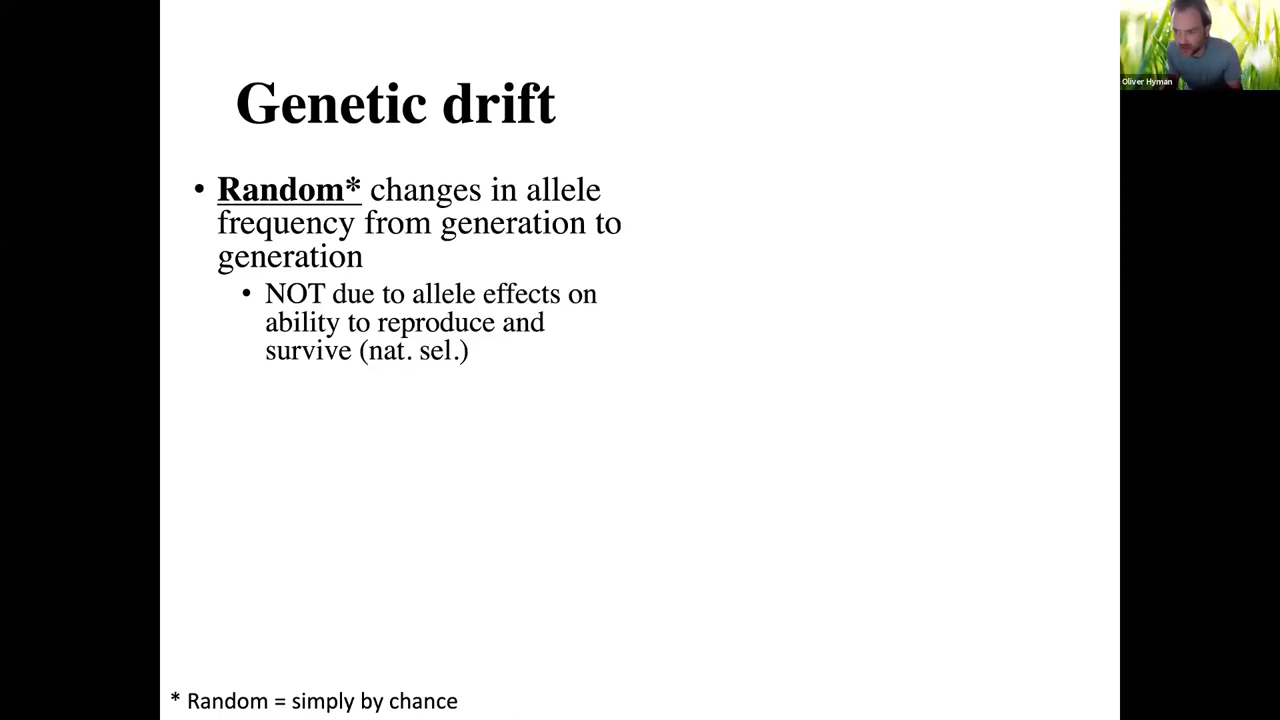 Genetic drift
• Random* changes in allele
frequency from generation to
generation
• NOT due to allele effects on
ability to reproduce and
survive (nat. sel.)
* Random = simply by chance
Oliver Hyman